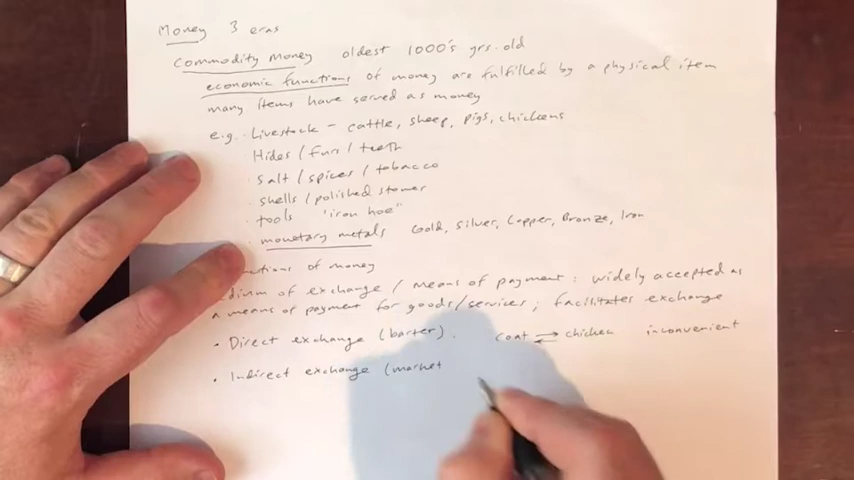 Money 3 eras
Commodity Money oldest 1000's yrs. old
economic functions of money are fulfilled by a physical item
many items have served as money
e.g. · Livestock - cattle, sheep, pigs, chickens
Hides / furs / teeth
· salt / spices / tobacco
· shells / polished stones
· tools "iron hoe"
· monetary metals Gold, Silver, Copper, Bronze, Iron
nctions of money
dium of exchange / means of payment : widely accepted as
a means of payment for goods/services ; facilitates exchange
· Direct exchange (barter). coat ⇌ chicken inconvenient
· Indirect exchange (market